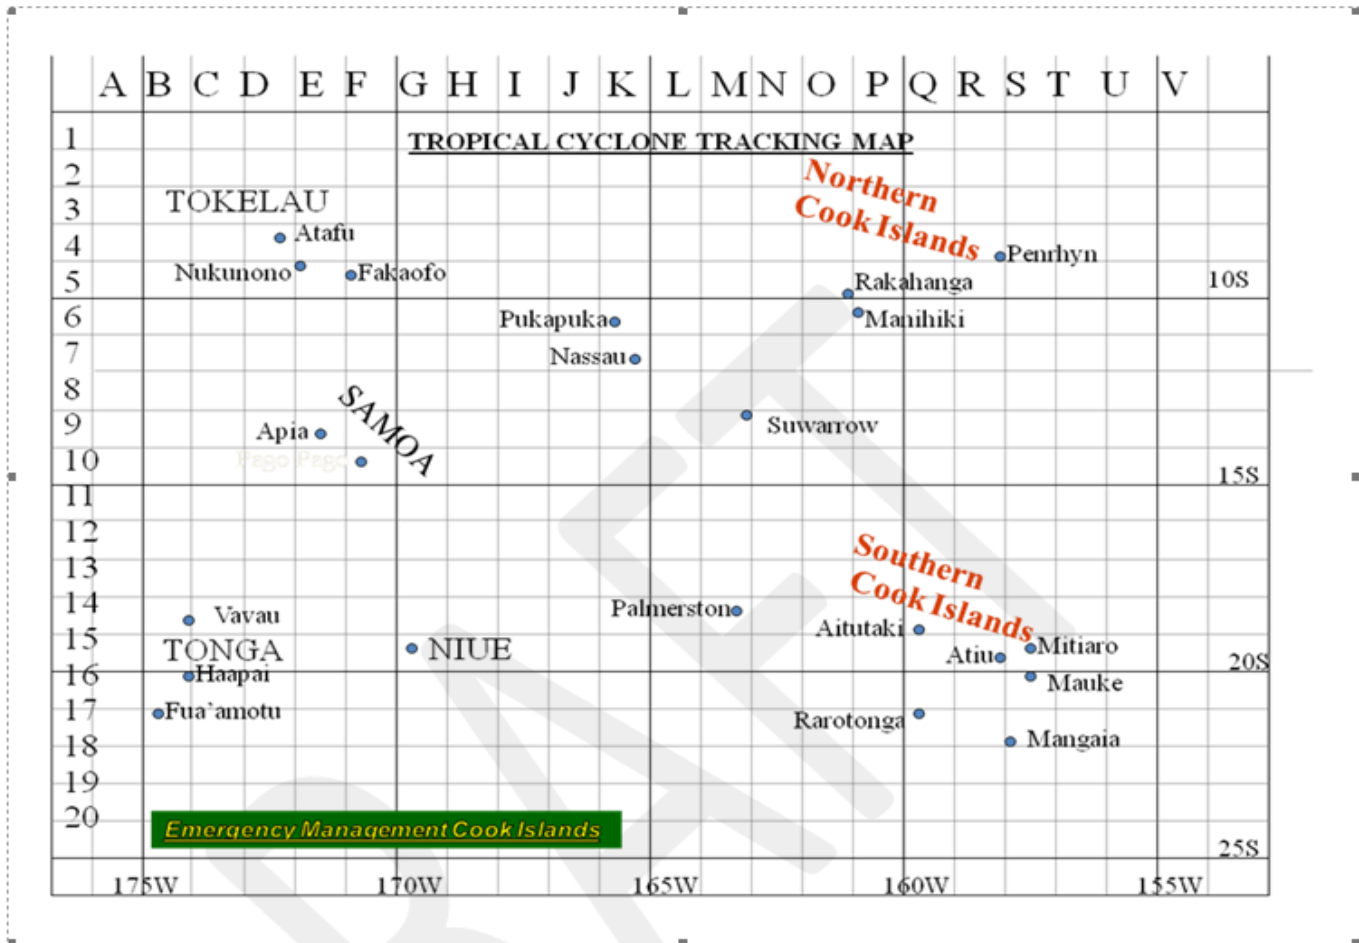 A B C D E F G H I J K L M N O P Q R S T U V
1
TROPICAL CYCLONE TRACKING MAP
2
Northern
Cook Islands
3
TOKELAU
4
Atafu
Penrhyn
5
Nukunono
Fakaofo
Rakahanga
10S
6
Pukapuka
Manihiki
7
Nassau
8
SAMOA
9
Apia
Suwarrow
10
Pago Pago
15S
11
12
Southern
Cook Islands
13
14
Vavau
Palmerston
Aitutaki
15
TONGA
NIUE
Atiu
Mitiaro
20S
16
Haapai
Mauke
17
Fua'amotu
Rarotonga
18
Mangaia
19
20
Emergency Management Cook Islands
25S
175W 170W 165W 160W 155W
DRAFT